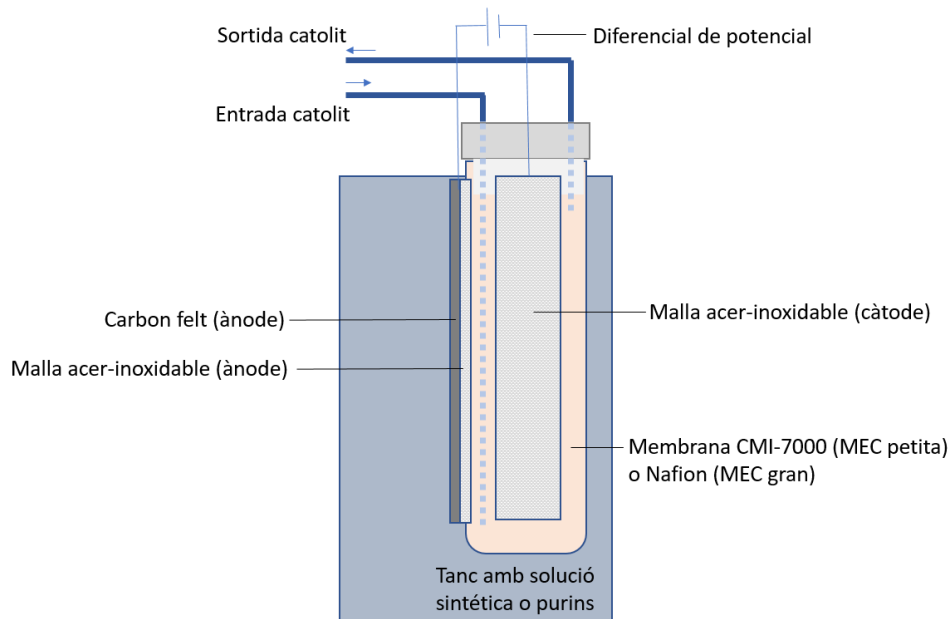 Sortida catolit
Diferencial de potencial
Entrada catolit
Carbon felt (ànode)
Malla acer-inoxidable (càtode)
Malla acer-inoxidable (ànode)
Membrana CMI-7000 (MEC petita)
o Nafion (MEC gran)
Tanc amb solució
sintética o purins